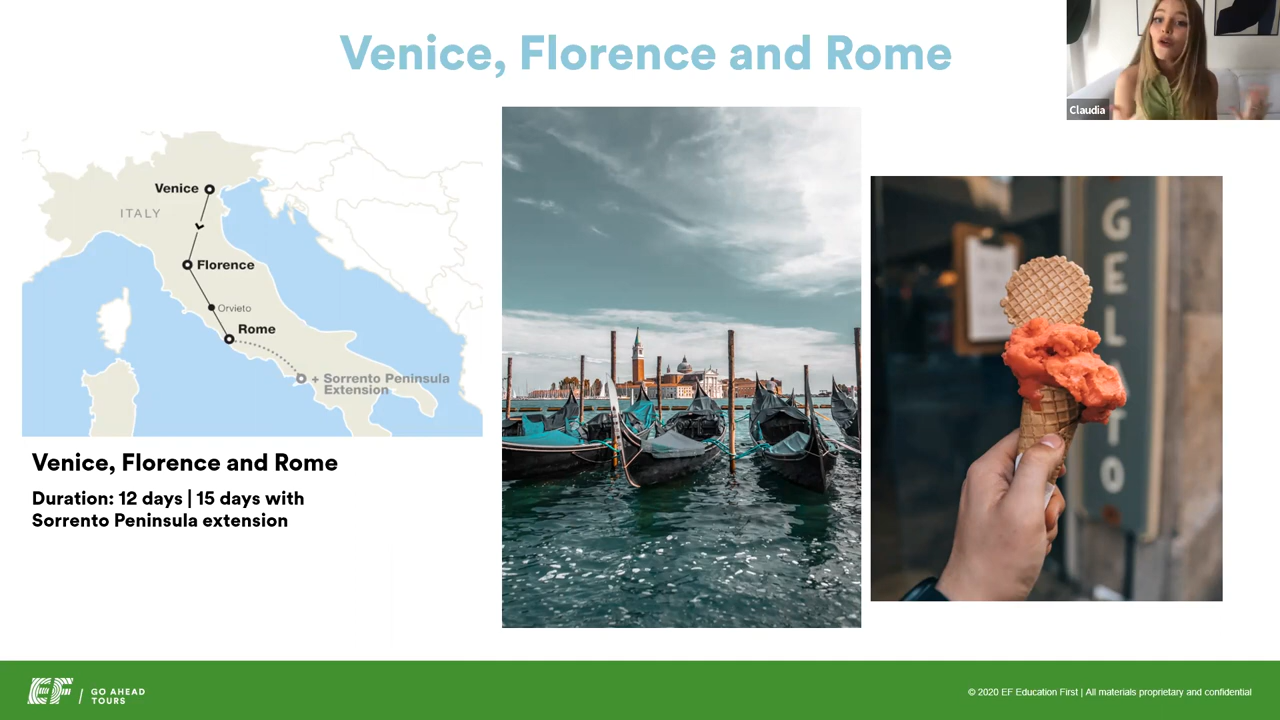 Venice, Florence and Rome
Claudia
Venice
ITALY
Florence
Orvieto
Rome
+ Sorrento Peninsula
Extension
Venice, Florence and Rome
Duration: 12 days | 15 days with
Sorrento Peninsula extension
GELATO
EF / GO AHEAD
TOURS
© 2020 EF Education First | All materials proprietary and confidential